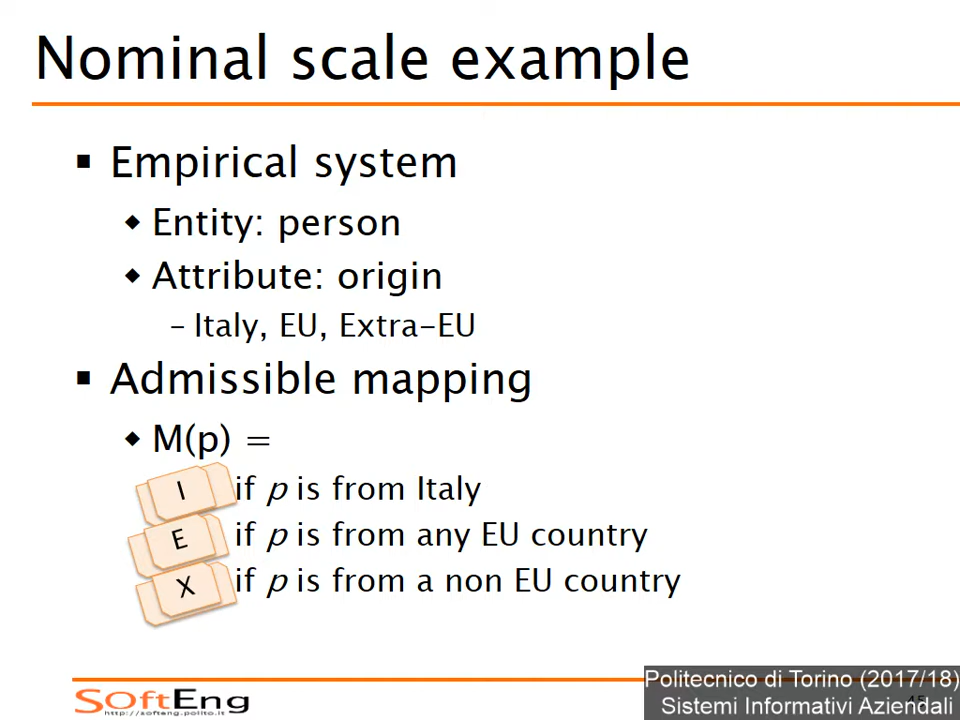 Nominal scale example
▪ Empirical system
◆ Entity: person
◆ Attribute: origin
– Italy, EU, Extra-EU
▪ Admissible mapping
◆ M(p) =
I if p is from Italy
E if p is from any EU country
X if p is from a non EU country
SOftEng
http://softeng.polito.it
Politecnico di Torino (2017/18)
Sistemi Informativi Aziendali